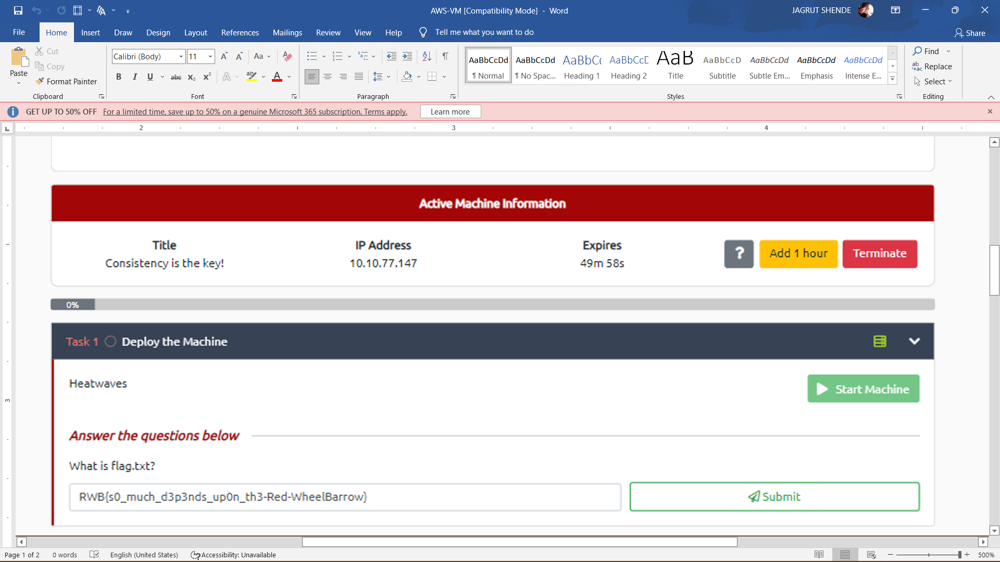 AWS-VM [Compatibility Mode] - Word
JAGRUT SHENDE
File Home Insert Draw Design Layout References Mailings Review View Help Tell me what you want to do
Share
Paste
Cut
Copy
Format Painter
Clipboard
Calibri (Body) 11
Aa
B I U abc x₂ x² A ab A
Font
Paragraph
AaBbCcDd ¶ Normal
AaBbCcDd ¶ No Spac...
AaBbC Heading 1
AaBbCcD Heading 2
AaB Title
AaBbCcD Subtitle
AaBbCcDd Subtle Em...
AaBbCcDd Emphasis
AaBbCcDd Intense E...
Styles
Find
Replace
Select
Editing
GET UP TO 50% OFF For a limited time, save up to 50% on a genuine Microsoft 365 subscription. Terms apply. Learn more
2 3 4
Active Machine Information
Title IP Address Expires
Consistency is the key! 10.10.77.147 49m 58s
? Add 1 hour Terminate
0%
Task 1 Deploy the Machine
Heatwaves
Start Machine
3
Answer the questions below
What is flag.txt?
RWB{s0_much_d3p3nds_up0n_th3-Red-WheelBarrow}
Submit
Page 1 of 2 0 words English (United States) Accessibility: Unavailable 500%